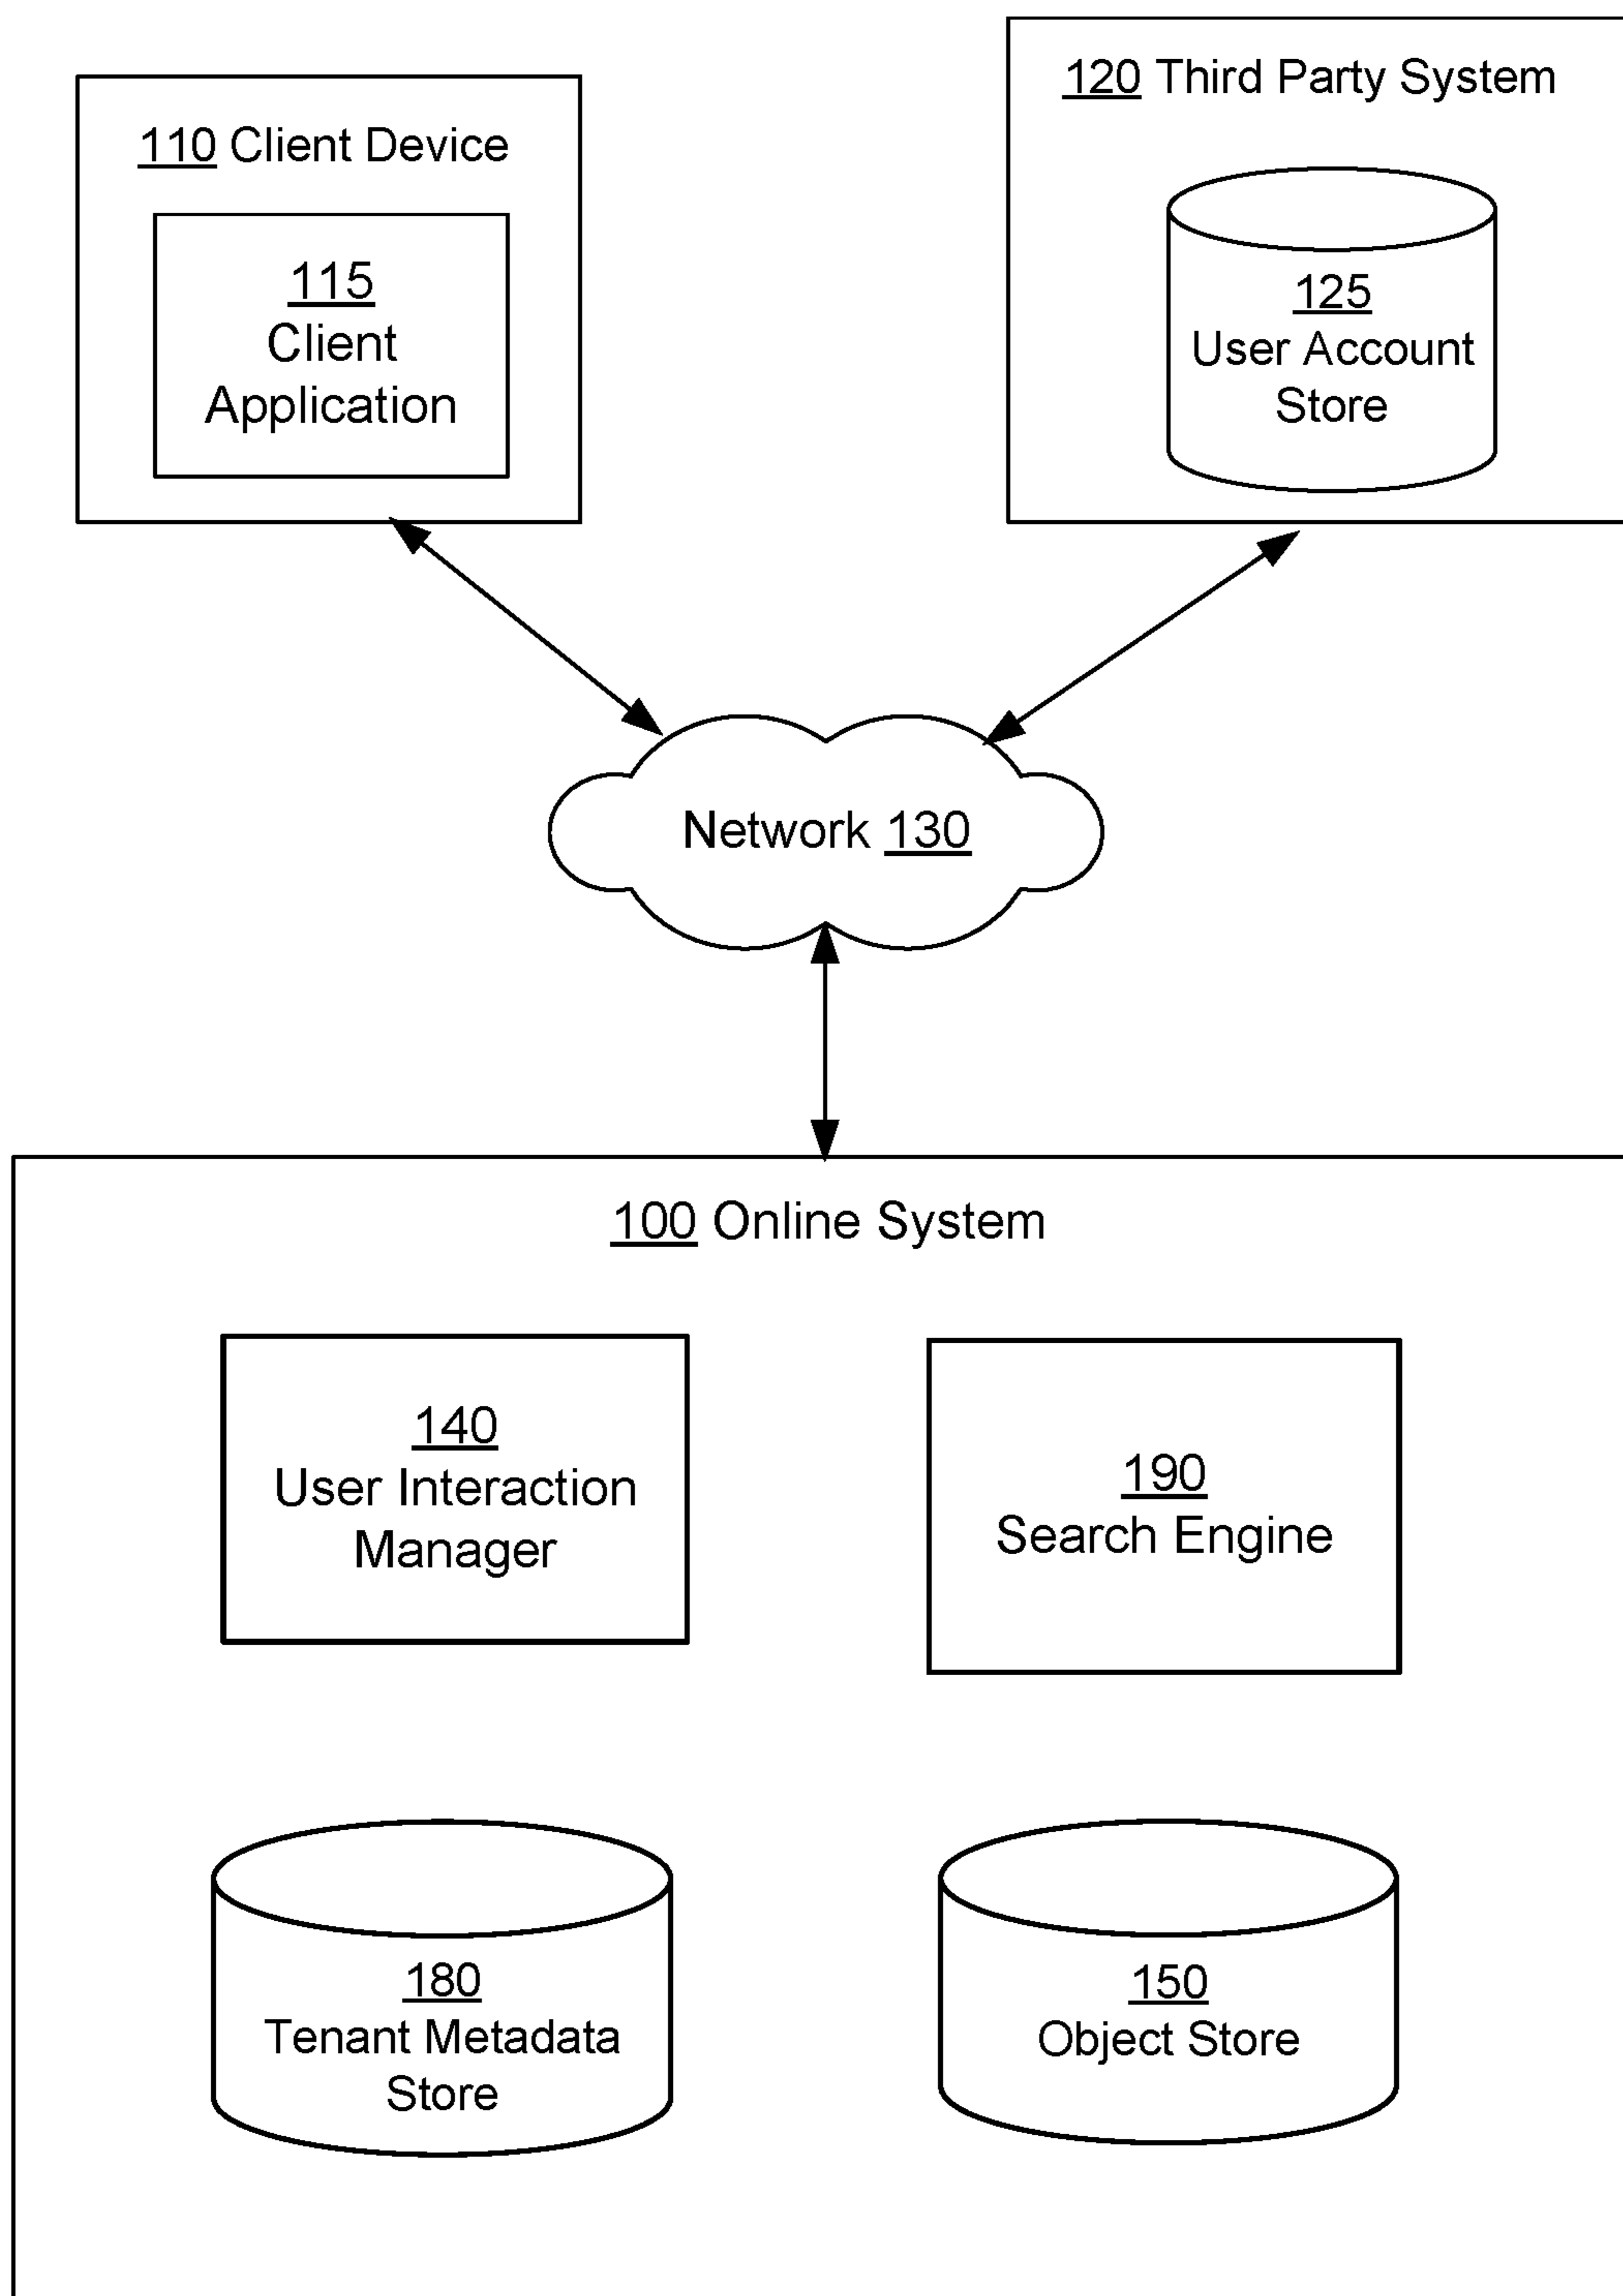 110 Client Device
115
Client
Application
120 Third Party System
125
User Account
Store
Network 130
100 Online System
140
User Interaction
Manager
190
Search Engine
180
Tenant Metadata
Store
150
Object Store